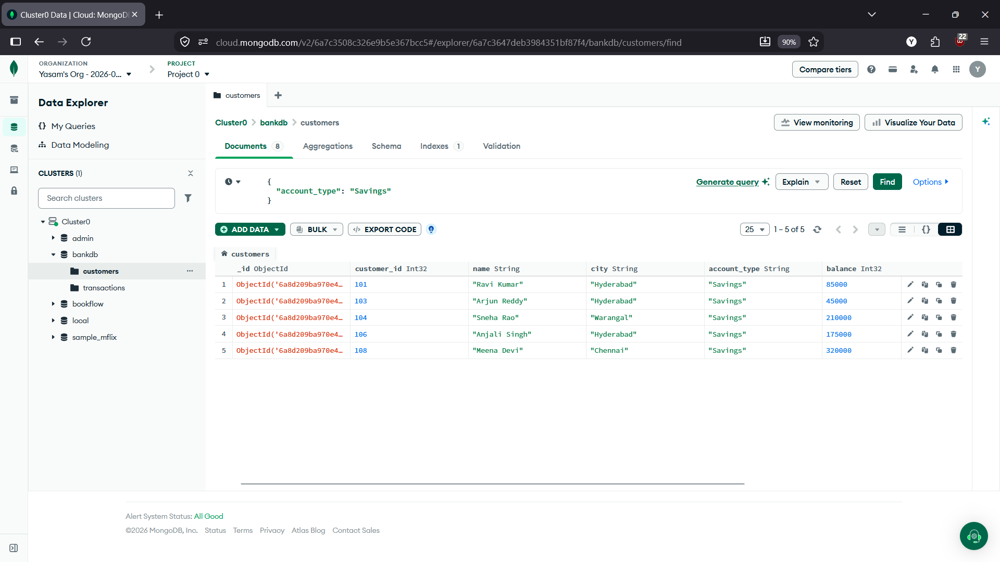 Cluster0 Data | Cloud: MongoD
cloud.mongodb.com/v2/6a7c3508c326e9b5e367bcc5#/explorer/6a7c3647deb3984351bf87f4/bankdb/customers/find
90%
Y
22
ORGANIZATION
Yasam's Org - 2026-0...
PROJECT
Project 0
Compare tiers
Y
Data Explorer
My Queries
Data Modeling
CLUSTERS (1)
Search clusters
Cluster0
admin
bankdb
customers
transactions
bookflow
local
sample_mflix
customers
Cluster0 > bankdb > customers
View monitoring
Visualize Your Data
Documents 8
Aggregations
Schema
Indexes 1
Validation
{
"account_type": "Savings"
}
Generate query
Explain
Reset
Find
Options
ADD DATA
BULK
EXPORT CODE
25
1 – 5 of 5
customers
_id ObjectId customer_id Int32 name String city String account_type String balance Int32
1 ObjectId('6a8d209ba970e4… 101 "Ravi Kumar" "Hyderabad" "Savings" 85000
2 ObjectId('6a8d209ba970e4… 103 "Arjun Reddy" "Hyderabad" "Savings" 45000
3 ObjectId('6a8d209ba970e4… 104 "Sneha Rao" "Warangal" "Savings" 210000
4 ObjectId('6a8d209ba970e4… 106 "Anjali Singh" "Hyderabad" "Savings" 175000
5 ObjectId('6a8d209ba970e4… 108 "Meena Devi" "Chennai" "Savings" 320000
Alert System Status: All Good
©2026 MongoDB, Inc. Status Terms Privacy Atlas Blog Contact Sales